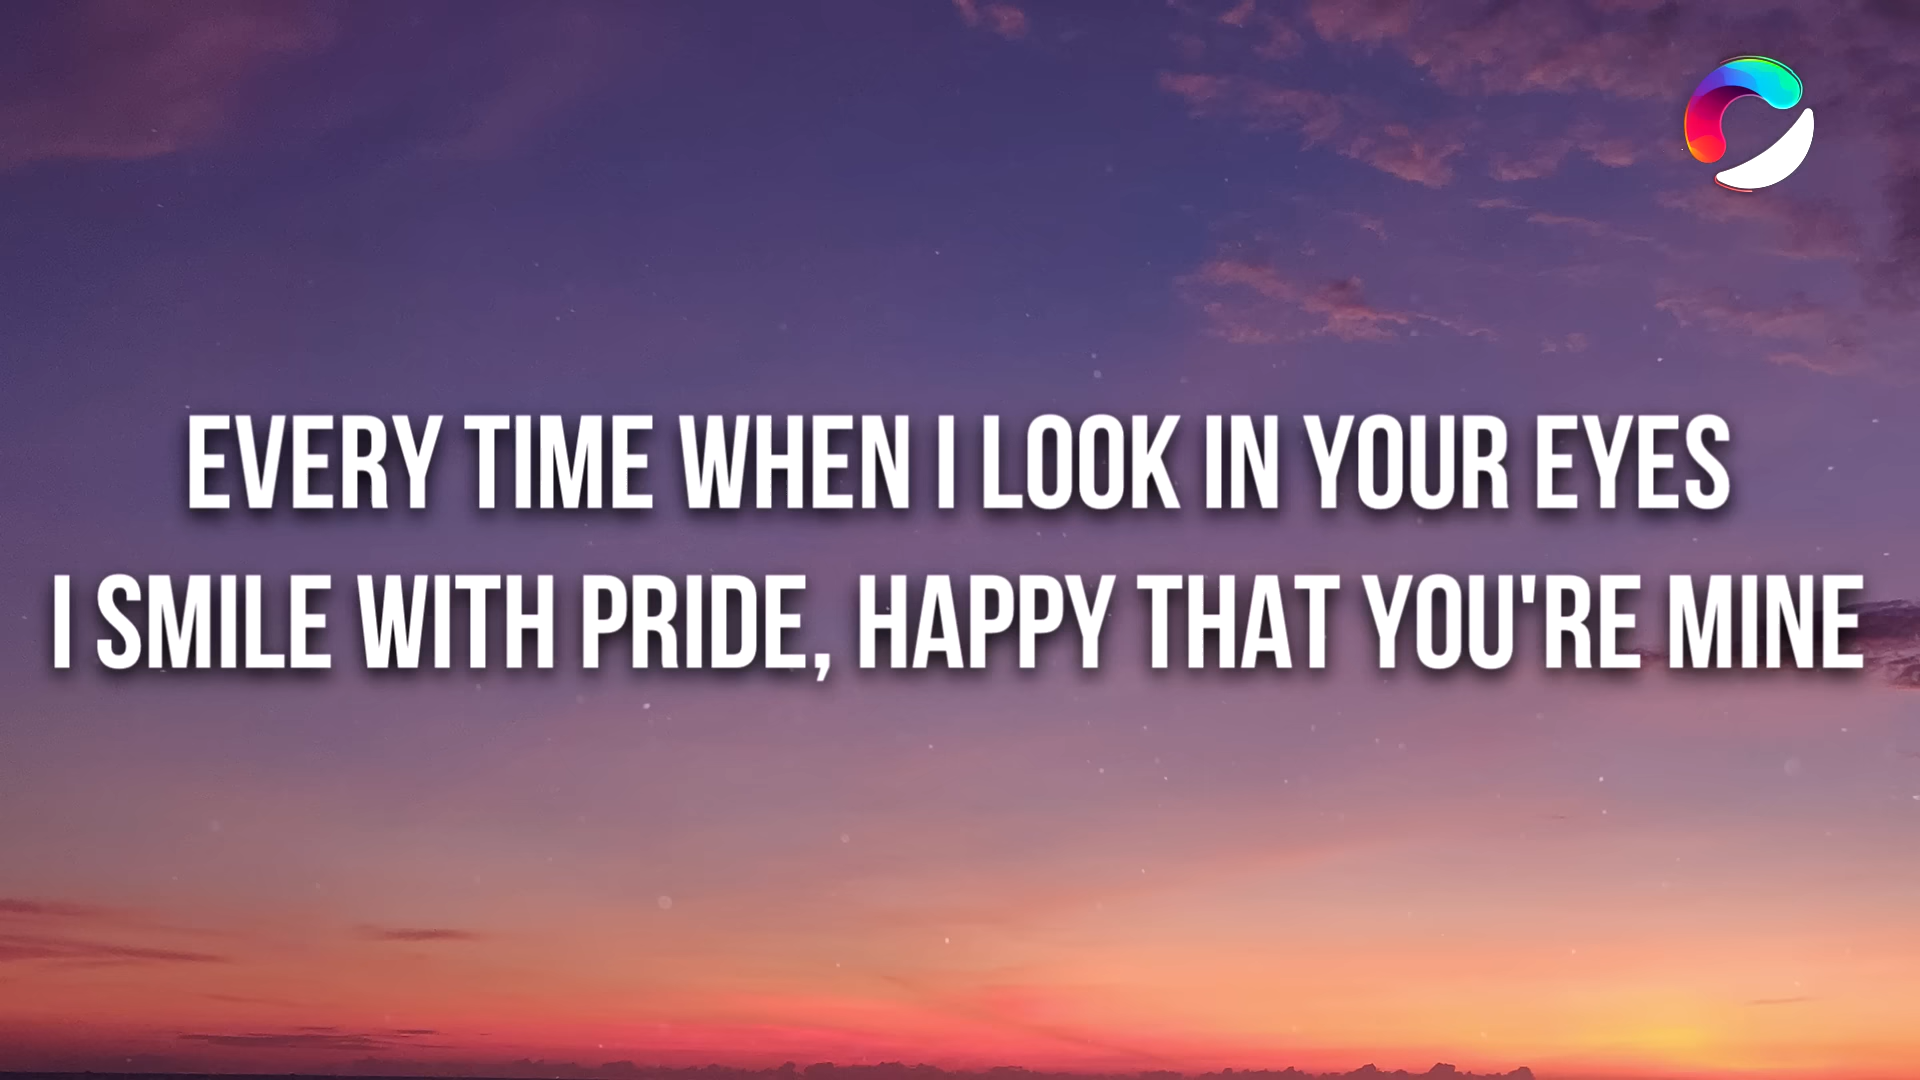 EVERY TIME WHEN I LOOK IN YOUR EYES
I SMILE WITH PRIDE, HAPPY THAT YOU'RE MINE